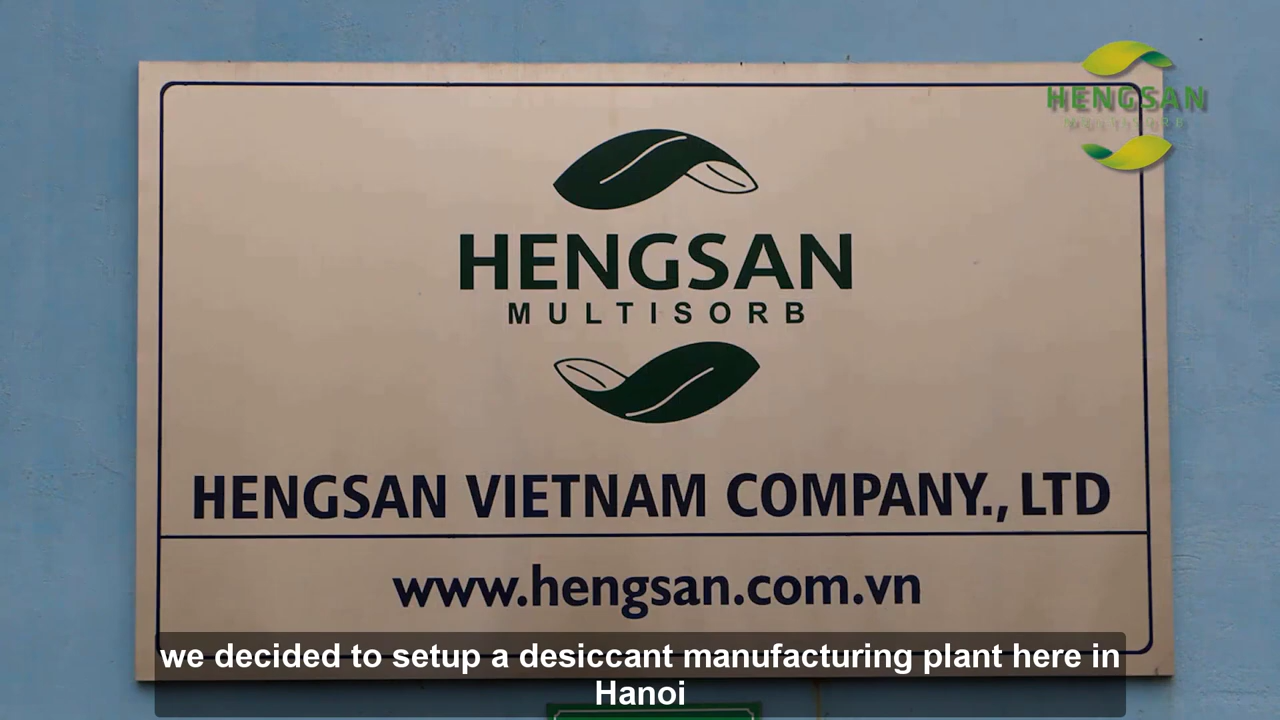 HENGSAN
MULTISORB
HENGSAN
MULTISORB
HENGSAN VIETNAM COMPANY., LTD
www.hengsan.com.vn
we decided to setup a desiccant manufacturing plant here in
Hanoi